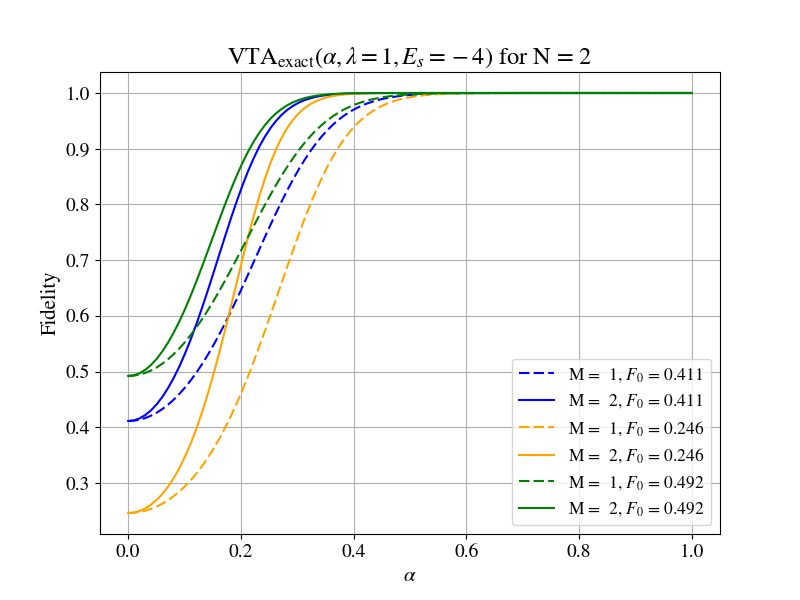 VTA_exact(α, λ = 1, E_s = −4) for N = 2
Fidelity
1.0
0.9
0.8
0.7
0.6
0.5
0.4
0.3
M = 1, F_0 = 0.411
M = 2, F_0 = 0.411
M = 1, F_0 = 0.246
M = 2, F_0 = 0.246
M = 1, F_0 = 0.492
M = 2, F_0 = 0.492
0.0 0.2 0.4 0.6 0.8 1.0
α